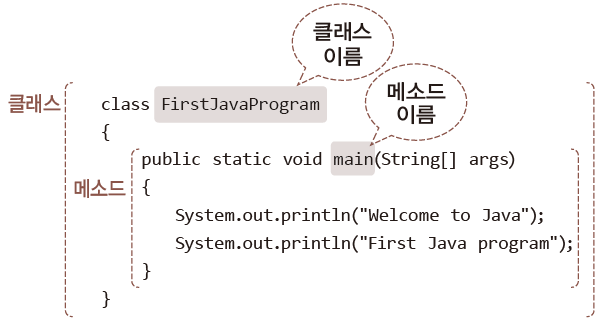 클래스
이름
클래스
class FirstJavaProgram
메소드
이름
{
public static void main(String[] args)
메소드
{
System.out.println("Welcome to Java");
System.out.println("First Java program");
}
}